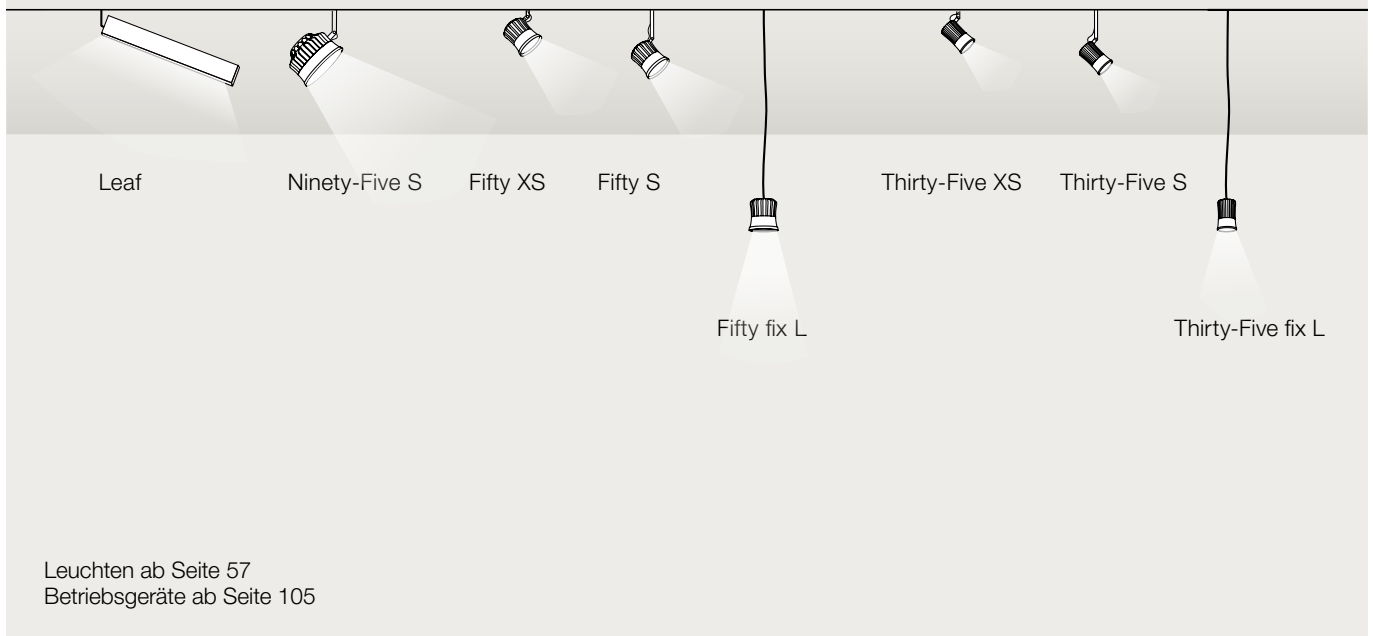 Leaf
Ninety-Five S
Fifty XS
Fifty S
Thirty-Five XS
Thirty-Five S
Fifty fix L
Thirty-Five fix L
Leuchten ab Seite 57
Betriebsgeräte ab Seite 105